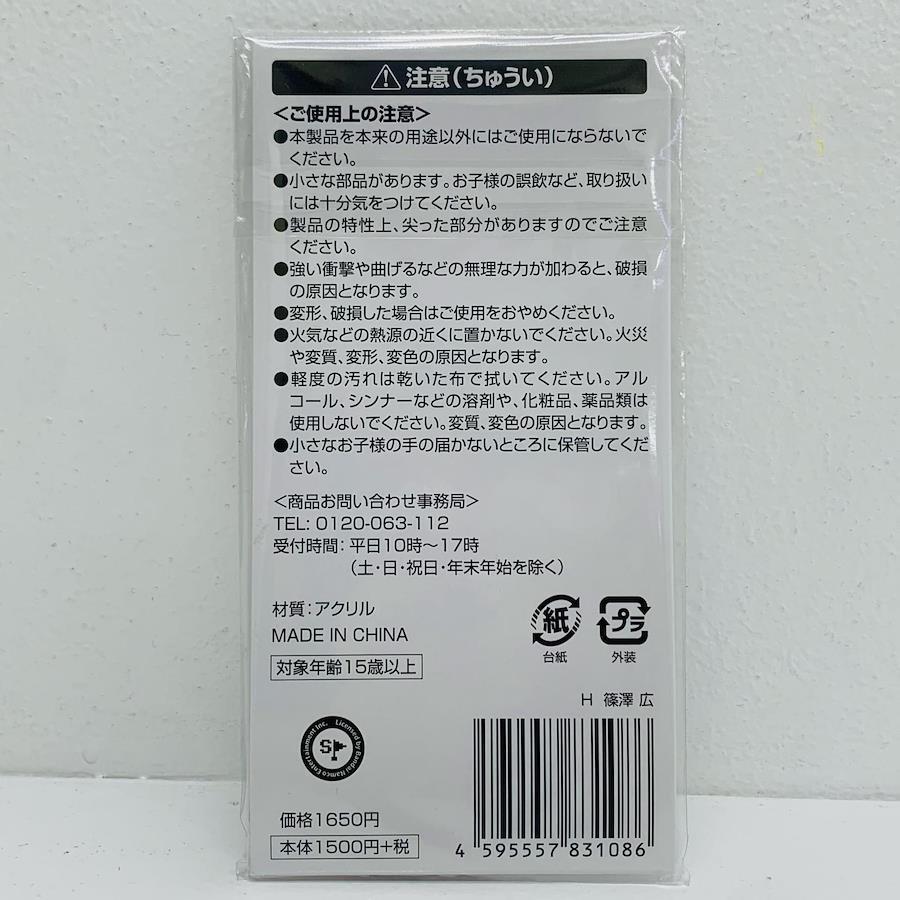 注意(ちゅうい)
<ご使用上の注意>
●本製品を本来の用途以外にはご使用にならないで
ください。
●小さな部品があります。お子様の誤飲など、取り扱い
には十分気をつけてください。
●製品の特性上、尖った部分がありますのでご注意
ください。
●強い衝撃や曲げるなどの無理な力が加わると、破損
の原因となります。
●変形、破損した場合はご使用をおやめください。
●火気などの熱源の近くに置かないでください。火災
や変質、変形、変色の原因となります。
●軽度の汚れは乾いた布で拭いてください。アル
コール、シンナーなどの溶剤や、化粧品、薬品類は
使用しないでください。変質、変色の原因となります。
●小さなお子様の手の届かないところに保管してくだ
さい。
<商品お問い合わせ事務局>
TEL: 0120-063-112
受付時間：平日10時～17時
(土・日・祝日・年末年始を除く)
材質：アクリル
MADE IN CHINA
対象年齢15歳以上
紙
台紙
プラ
外装
H 篠澤 広
Licensed by Bandai Namco Entertainment Inc.
SP
価格1650円
本体1500円+税
4 595557 831086